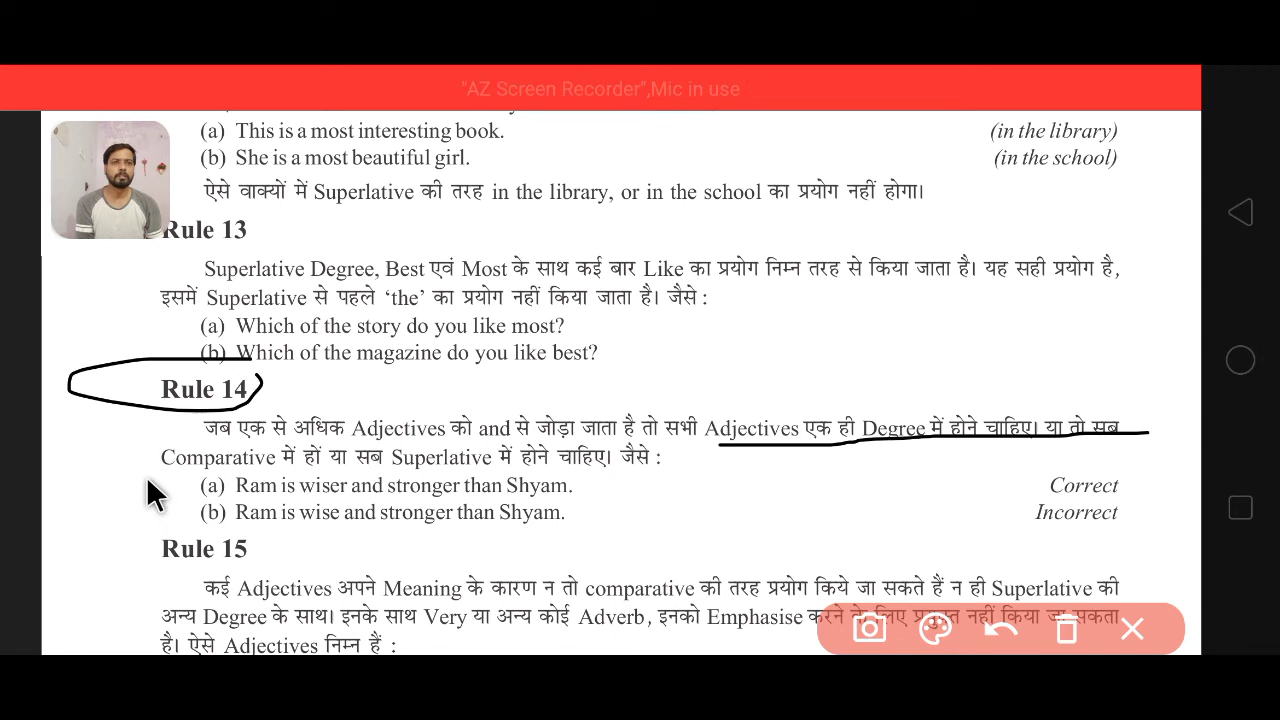 "AZ Screen Recorder",Mic in use
(a) This is a most interesting book. (in the library)
(b) She is a most beautiful girl. (in the school)
ऐसे वाक्यों में Superlative की तरह in the library, or in the school का प्रयोग नहीं होगा।
Rule 13
Superlative Degree, Best एवं Most के साथ कई बार Like का प्रयोग निम्न तरह से किया जाता है। यह सही प्रयोग है,
इसमें Superlative से पहले ‘the’ का प्रयोग नहीं किया जाता है। जैसे :
(a) Which of the story do you like most?
(b) Which of the magazine do you like best?
Rule 14
जब एक से अधिक Adjectives को and से जोड़ा जाता है तो सभी Adjectives एक ही Degree में होने चाहिए। या तो सब
Comparative में हों या सब Superlative में होने चाहिए। जैसे :
(a) Ram is wiser and stronger than Shyam. Correct
(b) Ram is wise and stronger than Shyam. Incorrect
Rule 15
कई Adjectives अपने Meaning के कारण न तो comparative की तरह प्रयोग किये जा सकते हैं न ही Superlative की
अन्य Degree के साथ। इनके साथ Very या अन्य कोई Adverb, इनको Emphasise करने के लिए प्रयुक्त नहीं किया जा सकता
है। ऐसे Adjectives निम्न हैं :